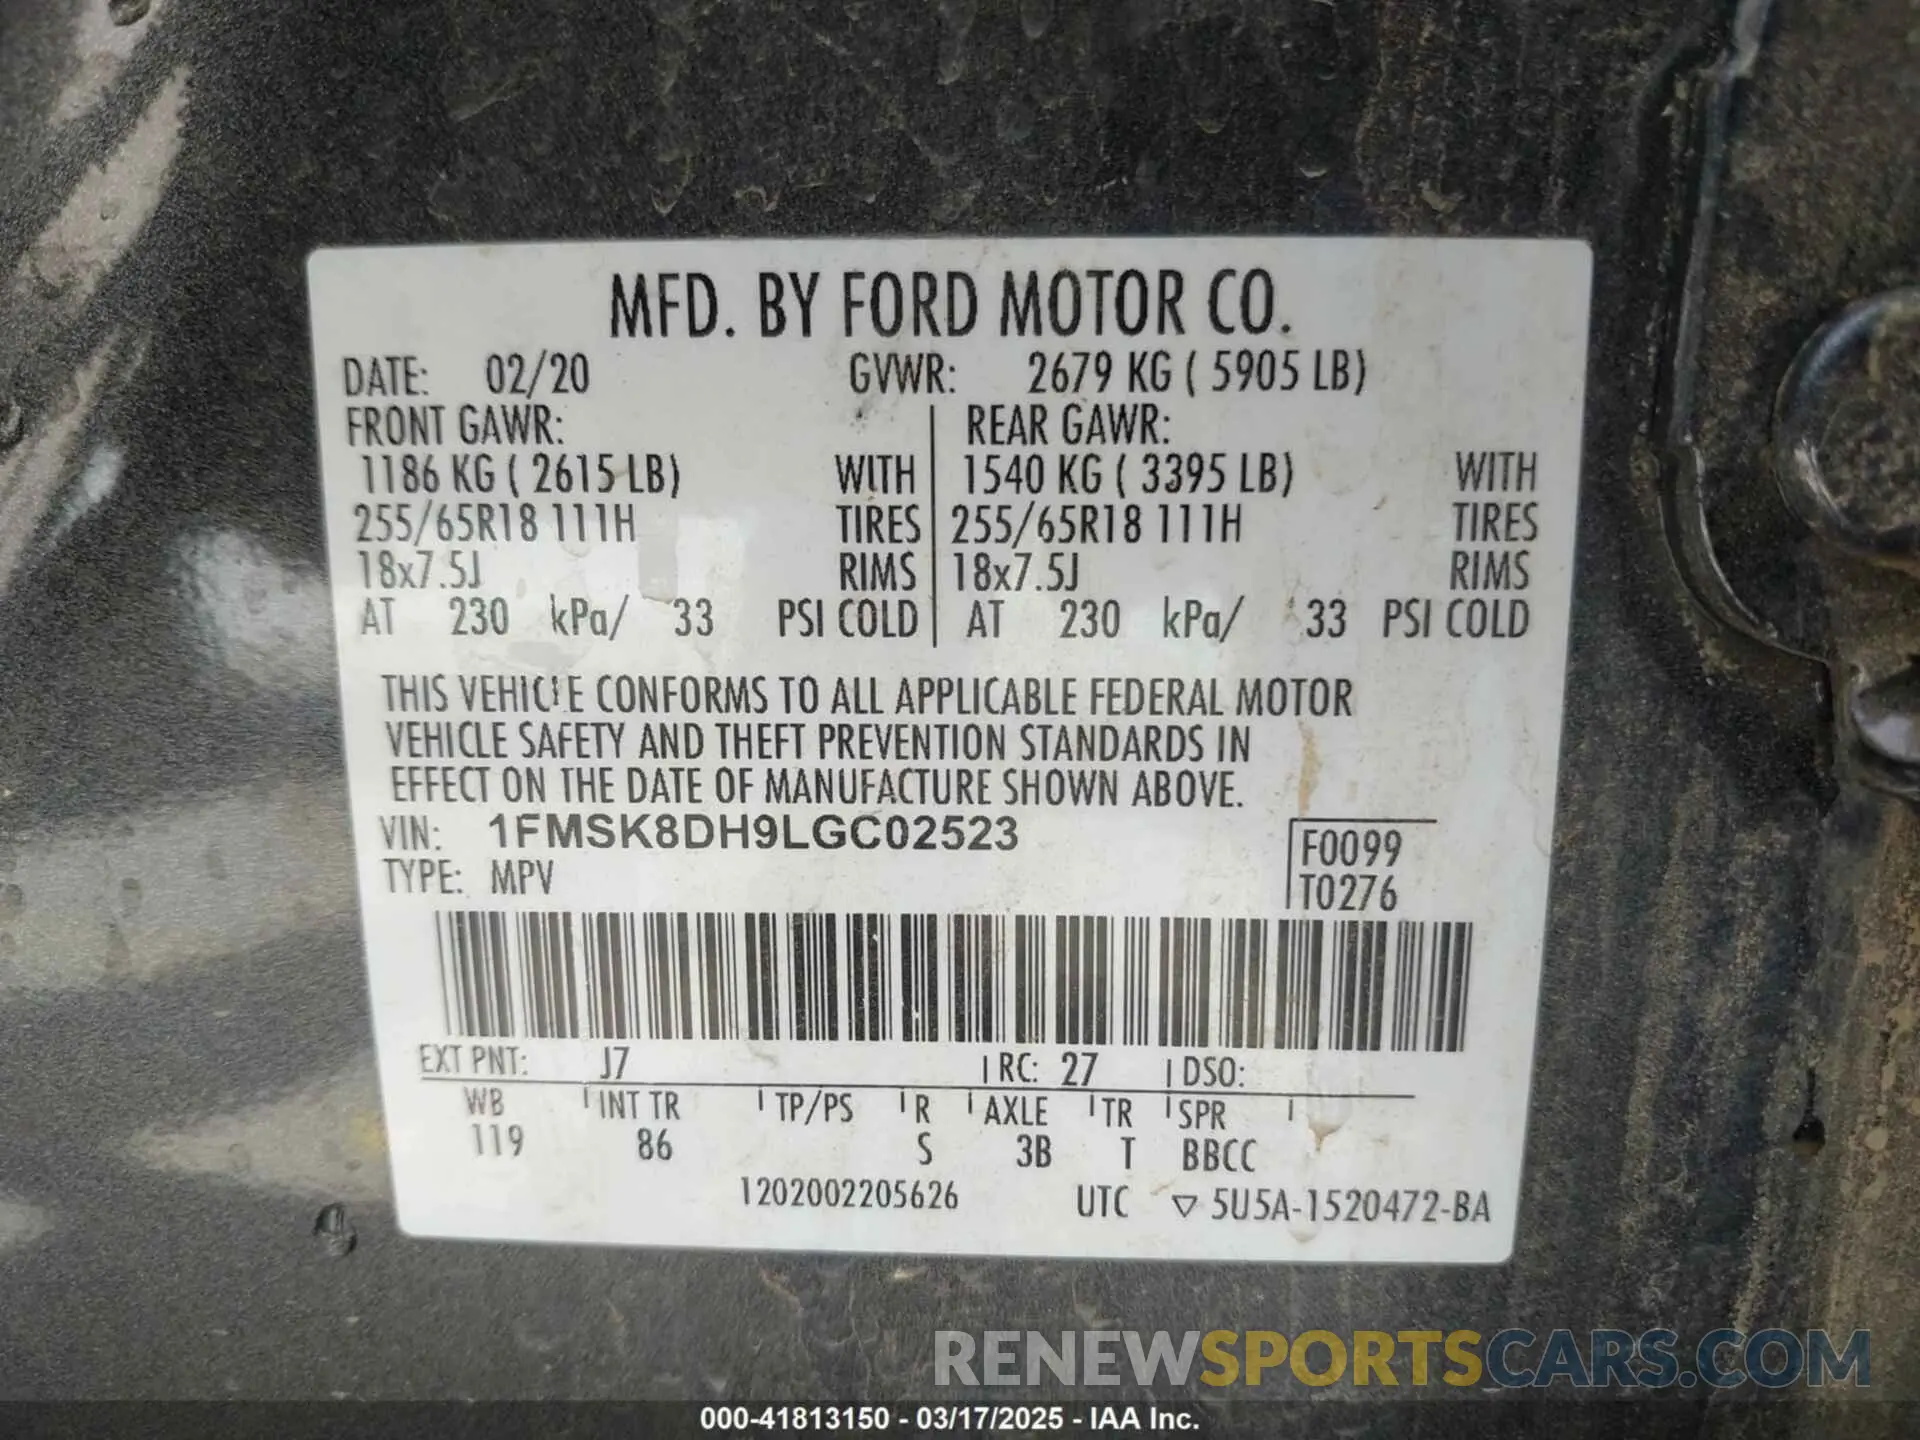 MFD. BY FORD MOTOR CO.
DATE: 02/20 GVWR: 2679 KG ( 5905 LB)
FRONT GAWR: REAR GAWR:
1186 KG ( 2615 LB) WITH 1540 KG ( 3395 LB) WITH
255/65R18 111H TIRES 255/65R18 111H TIRES
18x7.5J RIMS 18x7.5J RIMS
AT 230 kPa/ 33 PSI COLD AT 230 kPa/ 33 PSI COLD
THIS VEHICLE CONFORMS TO ALL APPLICABLE FEDERAL MOTOR
VEHICLE SAFETY AND THEFT PREVENTION STANDARDS IN
EFFECT ON THE DATE OF MANUFACTURE SHOWN ABOVE.
VIN: 1FMSK8DH9LGC02523 F0099
TYPE: MPV T0276
EXT PNT: J7 RC: 27 DSO:
WB INT TR TP/PS R AXLE TR SPR
119 86 S 3B T BBCC
1202002205626 UTC ▽ 5U5A-1520472-BA
RENEWSPORTSCARS.COM
000-41813150 - 03/17/2025 - IAA Inc.